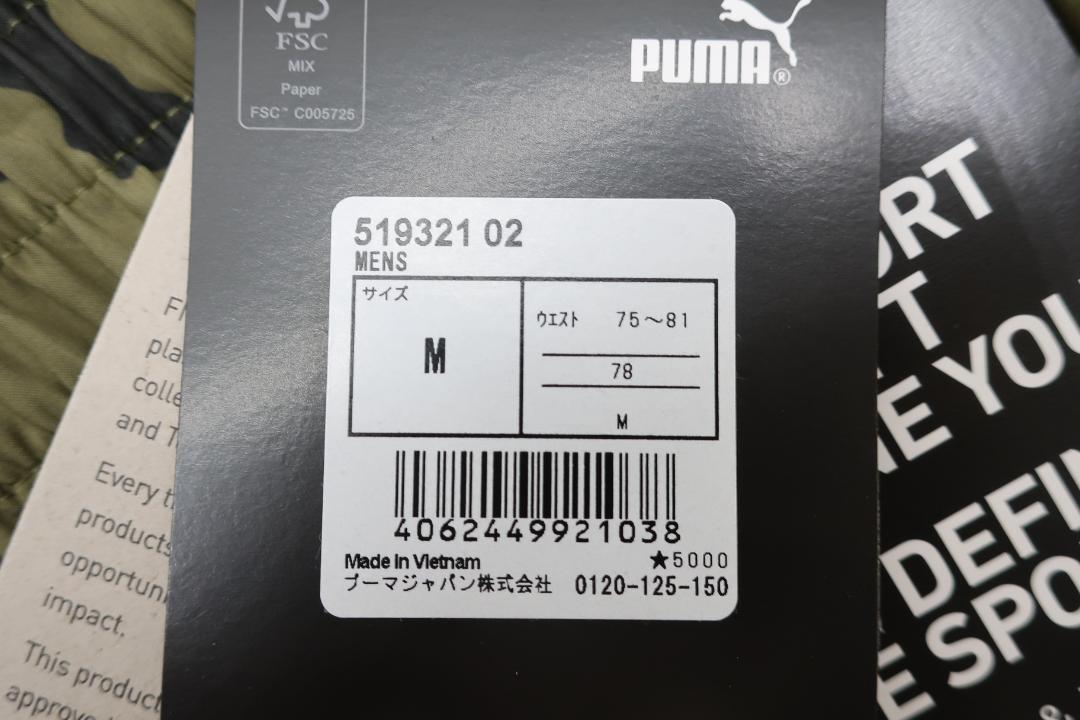 FSC
MIX
Paper
FSC™ C005725
PUMA®
519321 02
MENS
サイズ
M
ウエスト 75～81
78
M
4062449921038
Made in Vietnam
★5000
プーマジャパン株式会社 0120-125-150
and
Every
products
impact.
This product
YOU
&